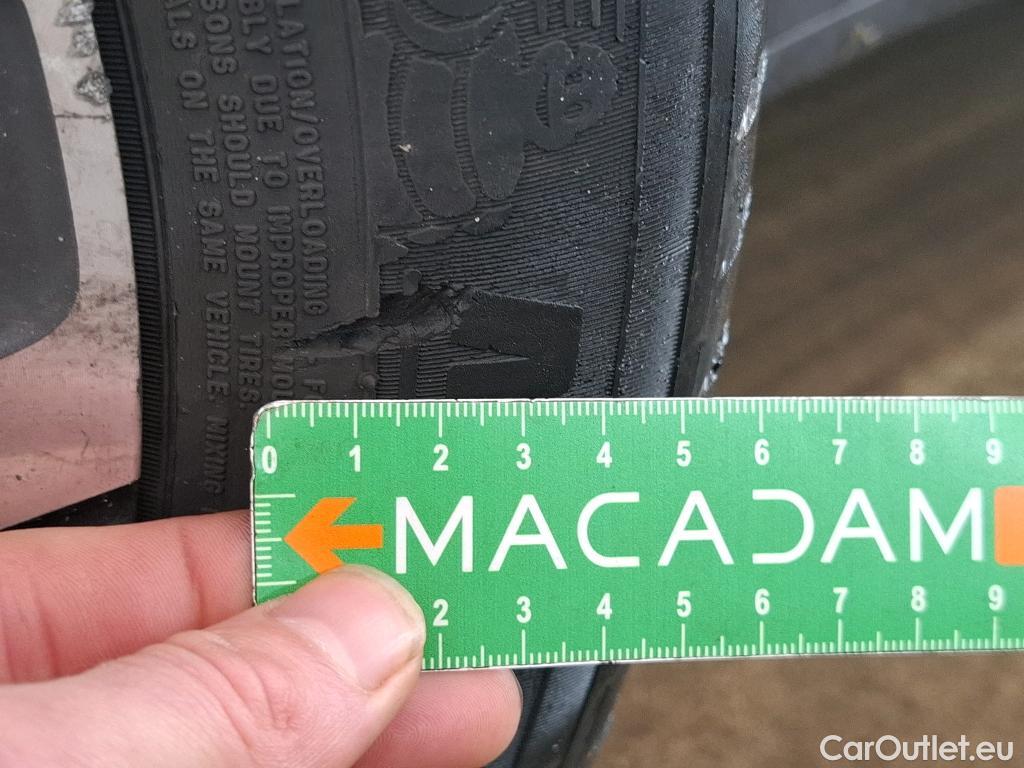 LATION/OVERLOADING
BLY DUE TO IMPROPER MOU
SONS SHOULD MOUNT TIRES
ALS ON THE SAME VEHICLE. MIXING
0 1 2 3 4 5 6 7 8 9
MACADAM
2 3 4 5 6 7 8 9
CarOutlet.eu